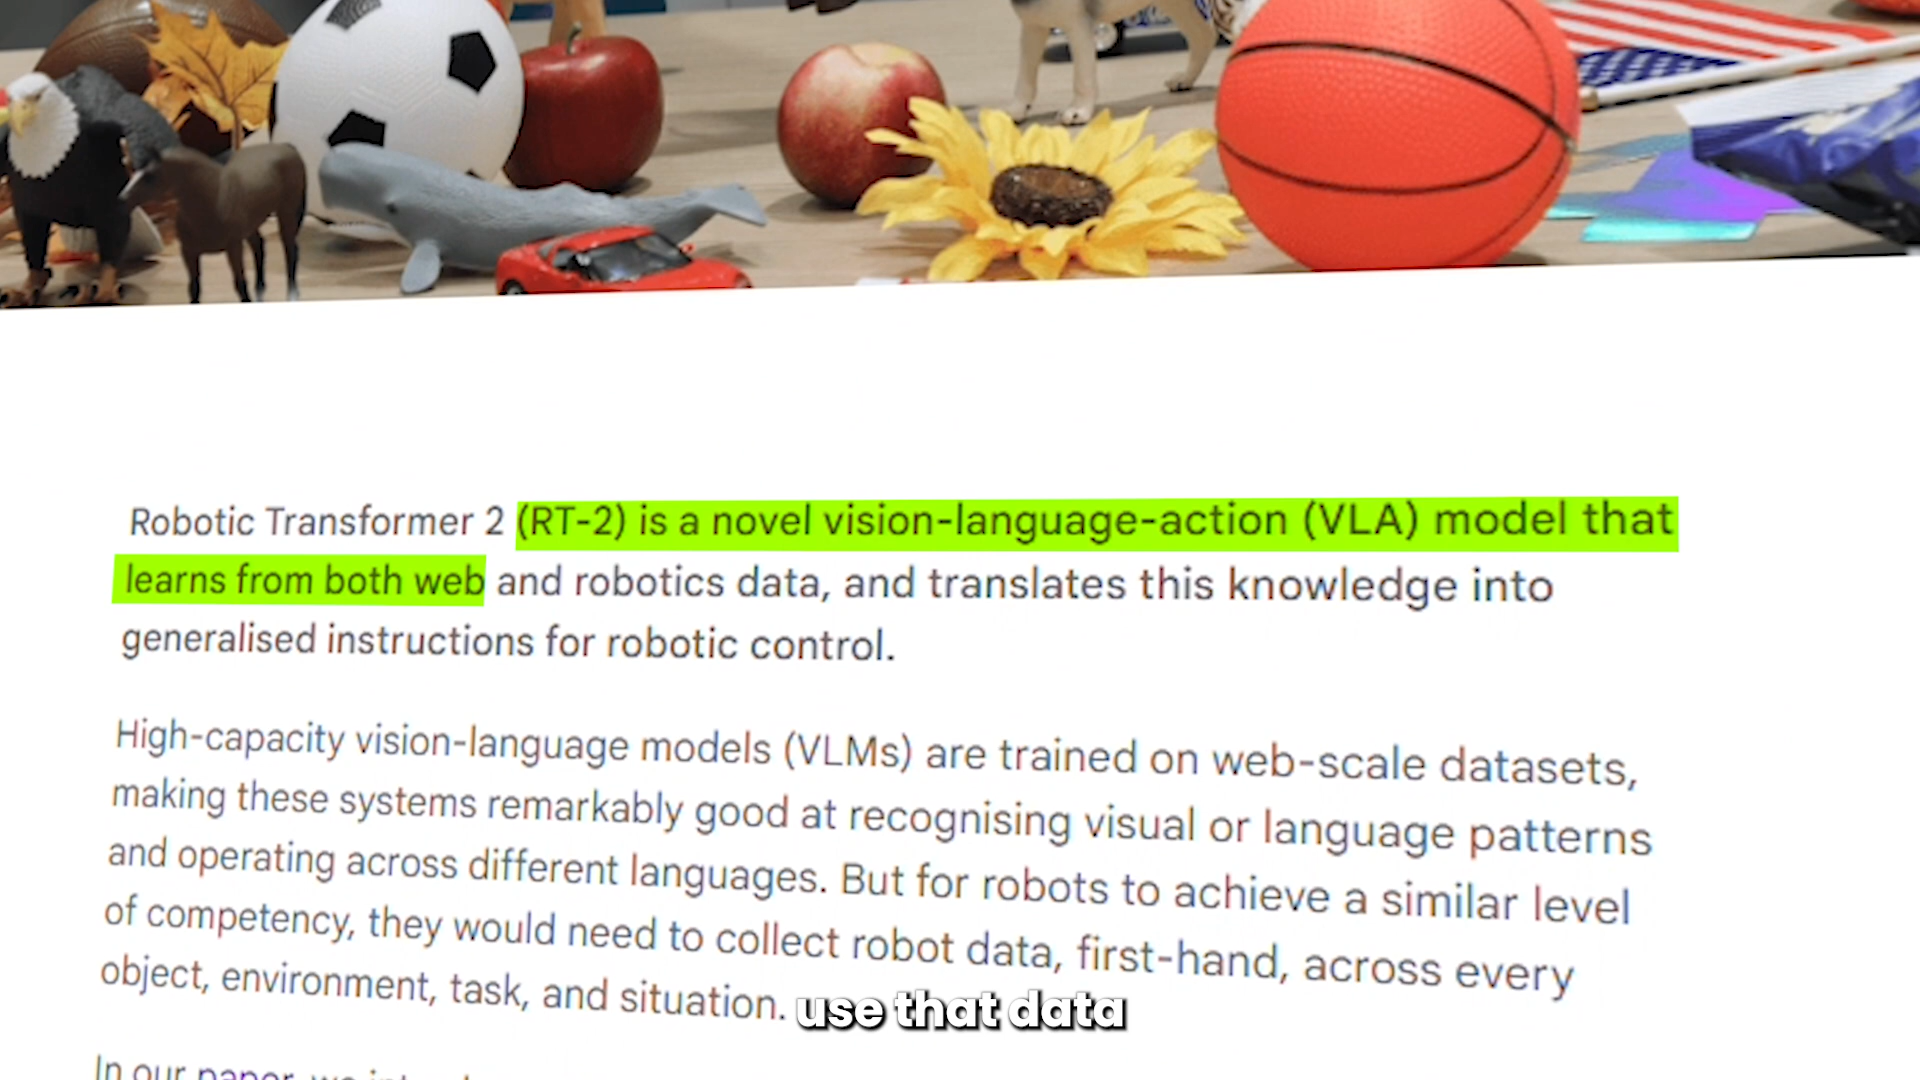 Robotic Transformer 2 (RT-2) is a novel vision-language-action (VLA) model that
learns from both web and robotics data, and translates this knowledge into
generalised instructions for robotic control.
High-capacity vision-language models (VLMs) are trained on web-scale datasets,
making these systems remarkably good at recognising visual or language patterns
and operating across different languages. But for robots to achieve a similar level
of competency, they would need to collect robot data, first-hand, across every
object, environment, task, and situation.
use that data
In our paper, we